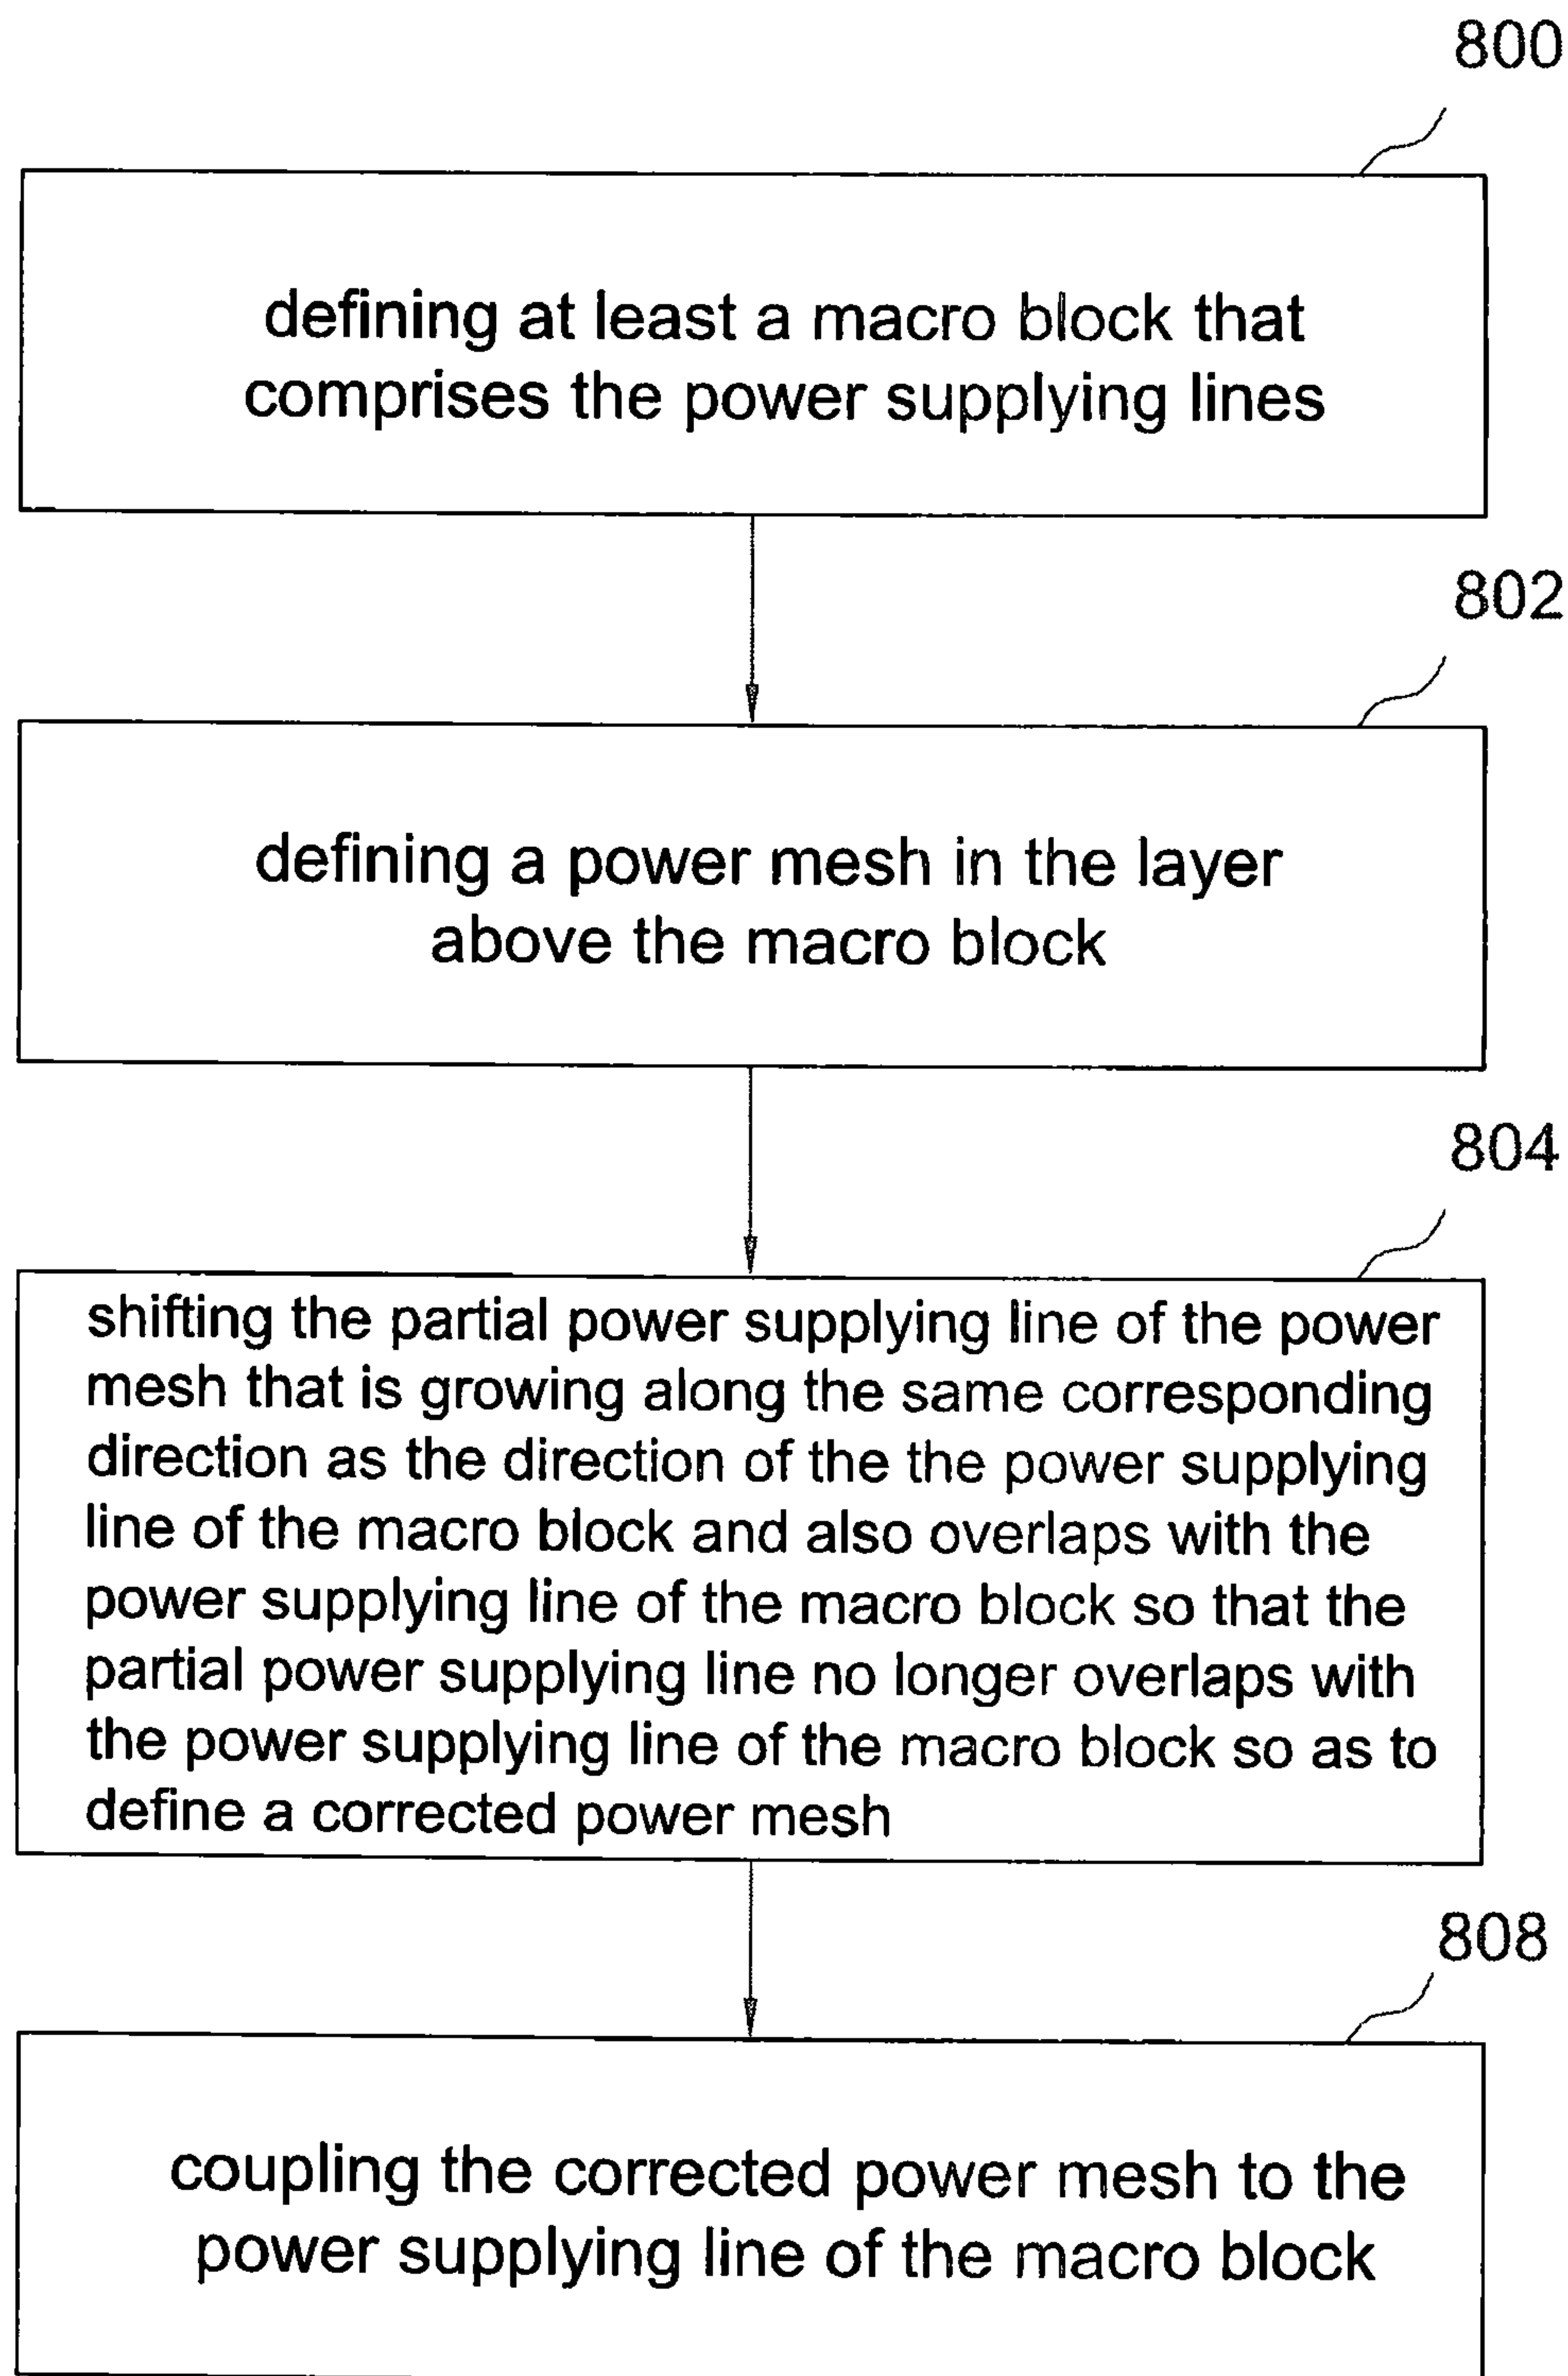 800
defining at least a macro block that
comprises the power supplying lines
802
defining a power mesh in the layer
above the macro block
804
shifting the partial power supplying line of the power
mesh that is growing along the same corresponding
direction as the direction of the the power supplying
line of the macro block and also overlaps with the
power supplying line of the macro block so that the
partial power supplying line no longer overlaps with
the power supplying line of the macro block so as to
define a corrected power mesh
808
coupling the corrected power mesh to the
power supplying line of the macro block